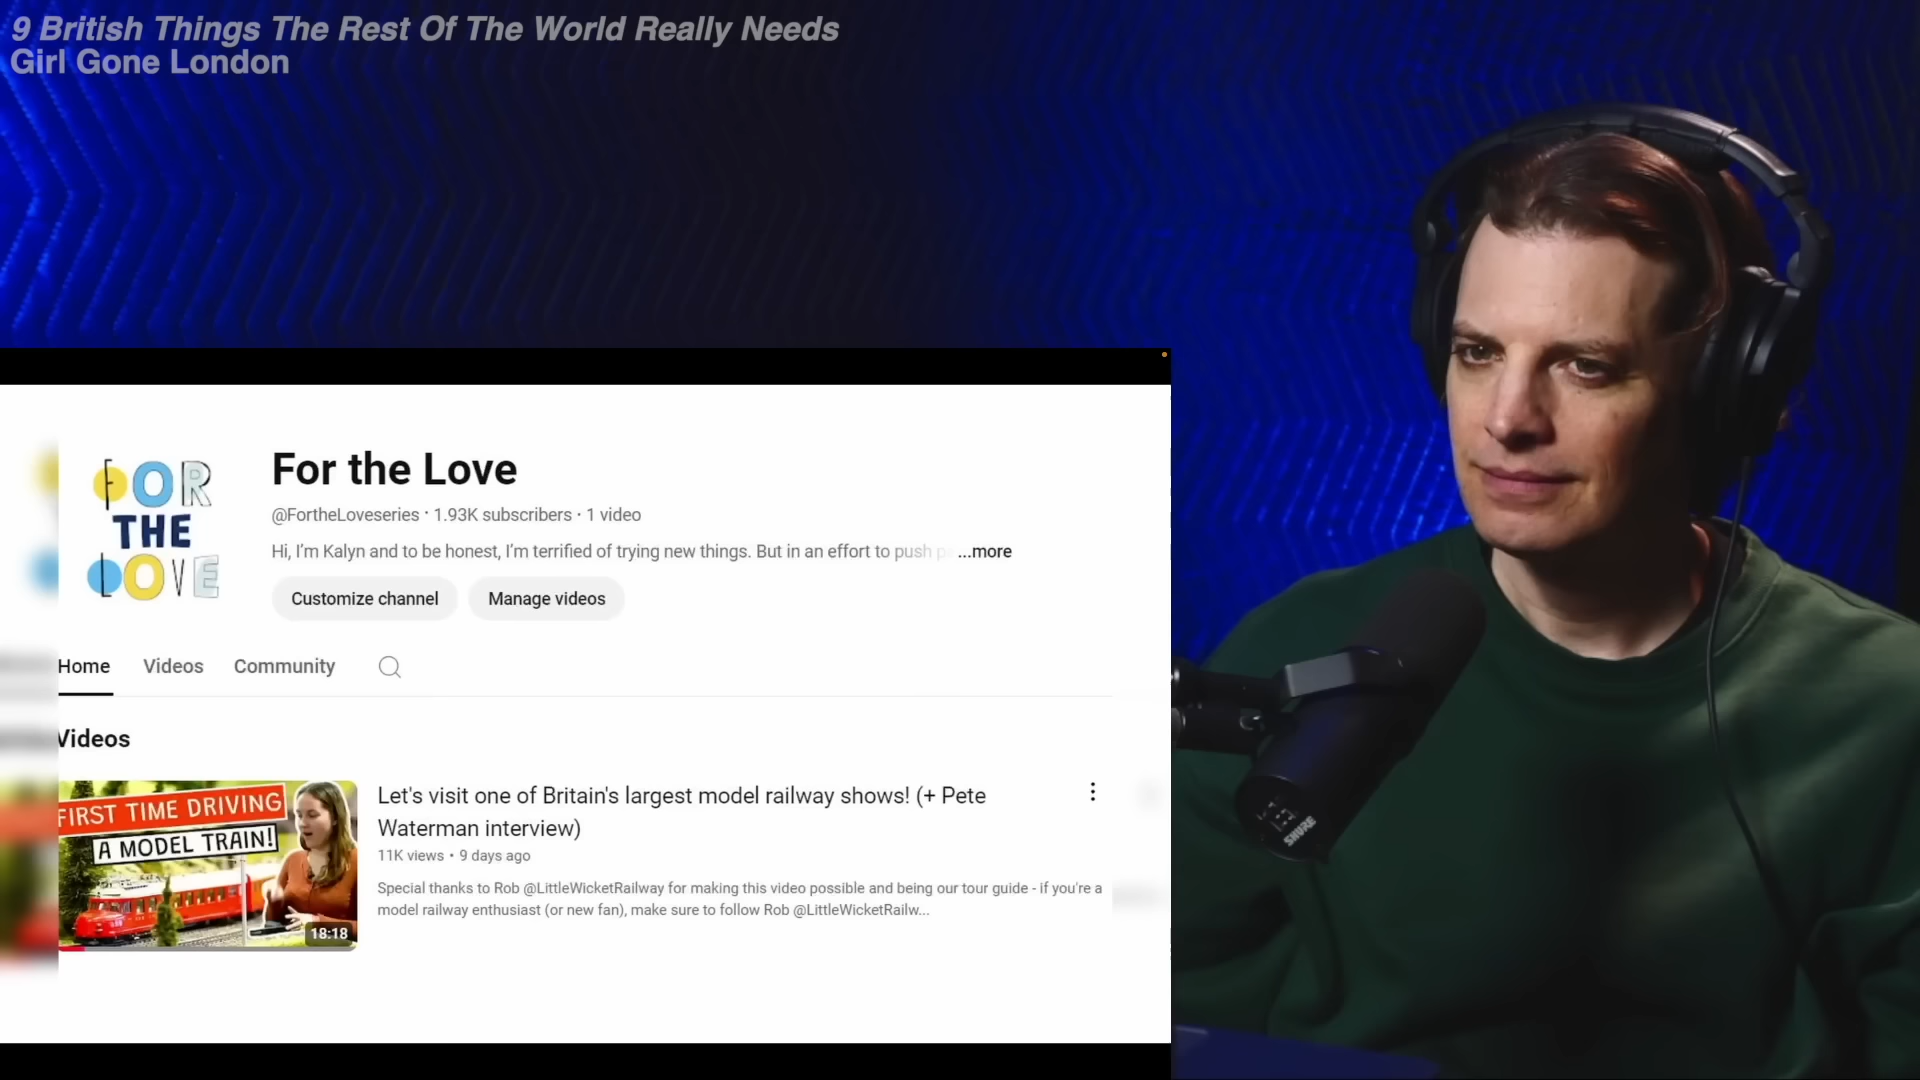 9 British Things The Rest Of The World Really Needs
Girl Gone London
FOR
THE
LOVE
For the Love
@FortheLoveseries · 1.93K subscribers · 1 video
Hi, I'm Kalyn and to be honest, I'm terrified of trying new things. But in an effort to push ...more
Customize channel
Manage videos
Home
Videos
Community
Videos
FIRST TIME DRIVING
A MODEL TRAIN!
18:18
Let's visit one of Britain's largest model railway shows! (+ Pete
Waterman interview)
11K views • 9 days ago
Special thanks to Rob @LittleWicketRailway for making this video possible and being our tour guide - if you're a
model railway enthusiast (or new fan), make sure to follow Rob @LittleWicketRailw...
SHURE